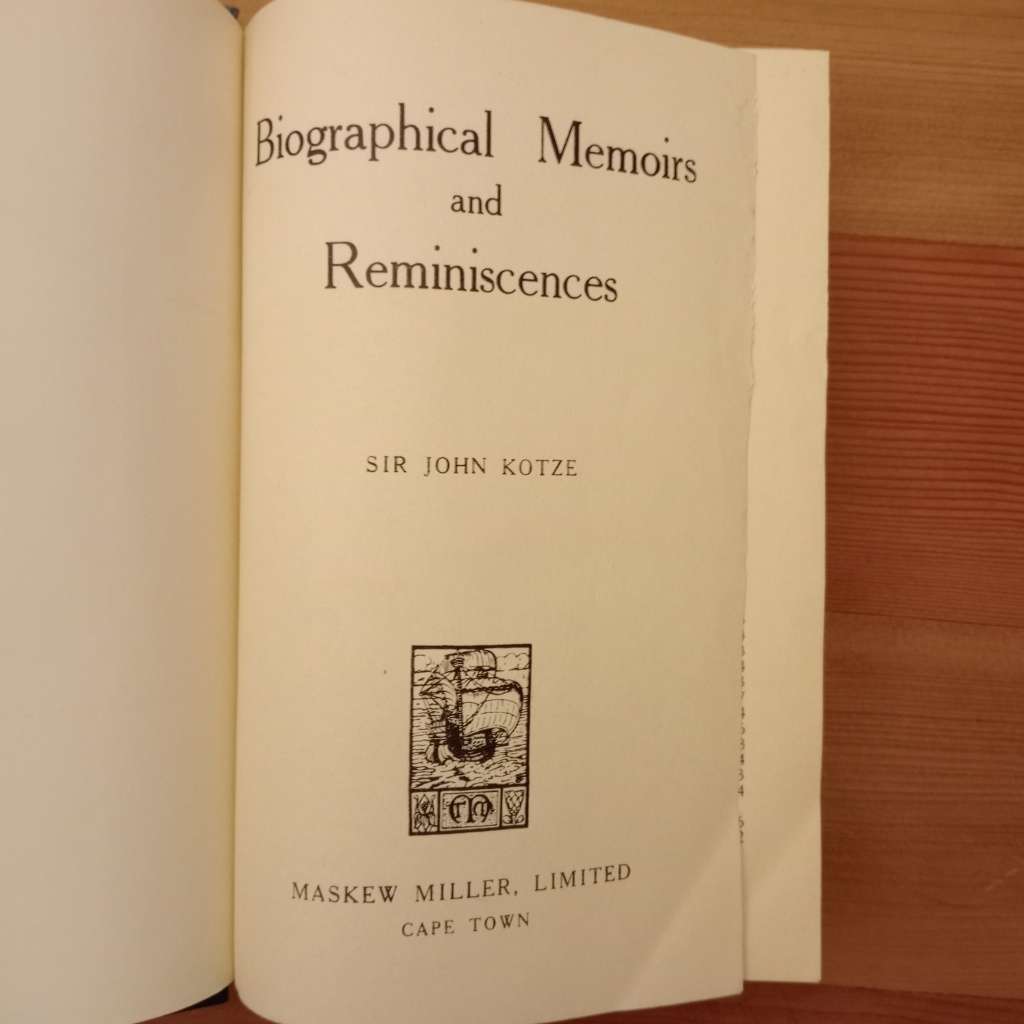 Biographical Memoirs
and
Reminiscences
SIR JOHN KOTZE
MASKEW MILLER, LIMITED
CAPE TOWN